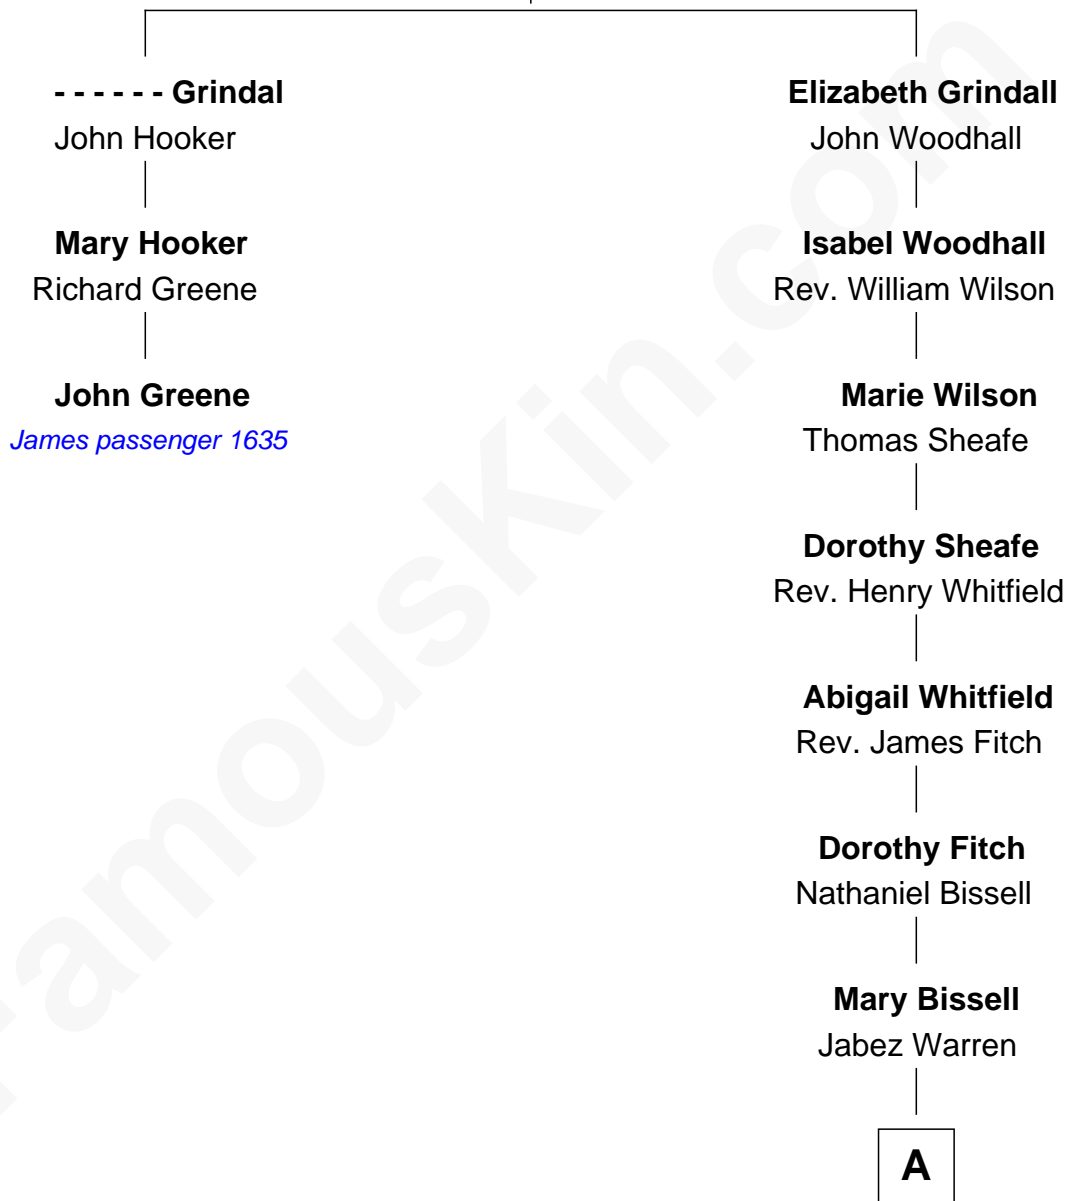 - - - - - - Grindal
John Hooker
Mary Hooker
Richard Greene
John Greene
James passenger 1635
Elizabeth Grindall
John Woodhall
Isabel Woodhall
Rev. William Wilson
Marie Wilson
Thomas Sheafe
Dorothy Sheafe
Rev. Henry Whitfield
Abigail Whitfield
Rev. James Fitch
Dorothy Fitch
Nathaniel Bissell
Mary Bissell
Jabez Warren
A
FamousKin.com